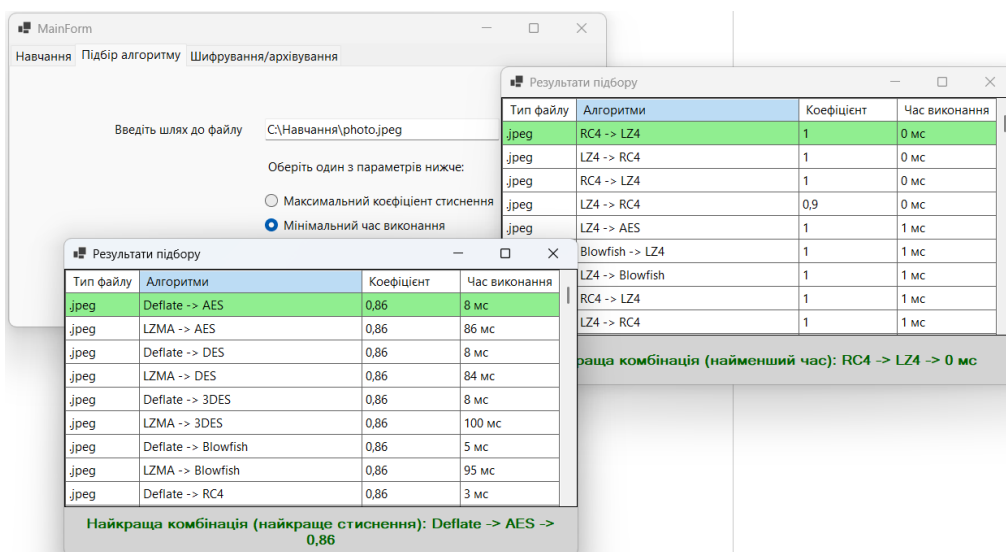 MainForm
Навчання Підбір алгоритму Шифрування/архівування
Введіть шлях до файлу C:\Навчання\photo.jpeg
Оберіть один з параметрів нижче:
Максимальний коєфіцієнт стиснення
Мінімальний час виконання
Результати підбору
Тип файлу Алгоритми Коефіцієнт Час виконання
.jpeg RC4 -> LZ4 1 0 мс
.jpeg LZ4 -> RC4 1 0 мс
.jpeg RC4 -> LZ4 1 0 мс
.jpeg LZ4 -> RC4 0,9 0 мс
.jpeg LZ4 -> AES 1 1 мс
Blowfish -> LZ4 1 1 мс
LZ4 -> Blowfish 1 1 мс
RC4 -> LZ4 1 1 мс
LZ4 -> RC4 1 1 мс
раща комбінація (найменший час): RC4 -> LZ4 -> 0 мс
Результати підбору
Тип файлу Алгоритми Коефіцієнт Час виконання
.jpeg Deflate -> AES 0,86 8 мс
.jpeg LZMA -> AES 0,86 86 мс
.jpeg Deflate -> DES 0,86 8 мс
.jpeg LZMA -> DES 0,86 84 мс
.jpeg Deflate -> 3DES 0,86 8 мс
.jpeg LZMA -> 3DES 0,86 100 мс
.jpeg Deflate -> Blowfish 0,86 5 мс
.jpeg LZMA -> Blowfish 0,86 95 мс
.jpeg Deflate -> RC4 0,86 3 мс
Найкраща комбінація (найкраще стиснення): Deflate -> AES ->
0,86